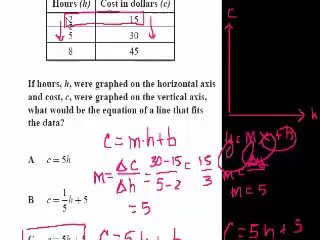 Hours (h) Cost in dollars (c)
2 15
5 30
8 45
If hours, h, were graphed on the horizontal axis
and cost, c, were graphed on the vertical axis,
what would be the equation of a line that fits
the data?
c = m·h + b
A c = 5h
m = Δc/Δh = 30-15/5-2 = 15/3
= 5
B c = 1/5 h + 5
c
h
y = mx + b
m = 5
c = 5h + 5